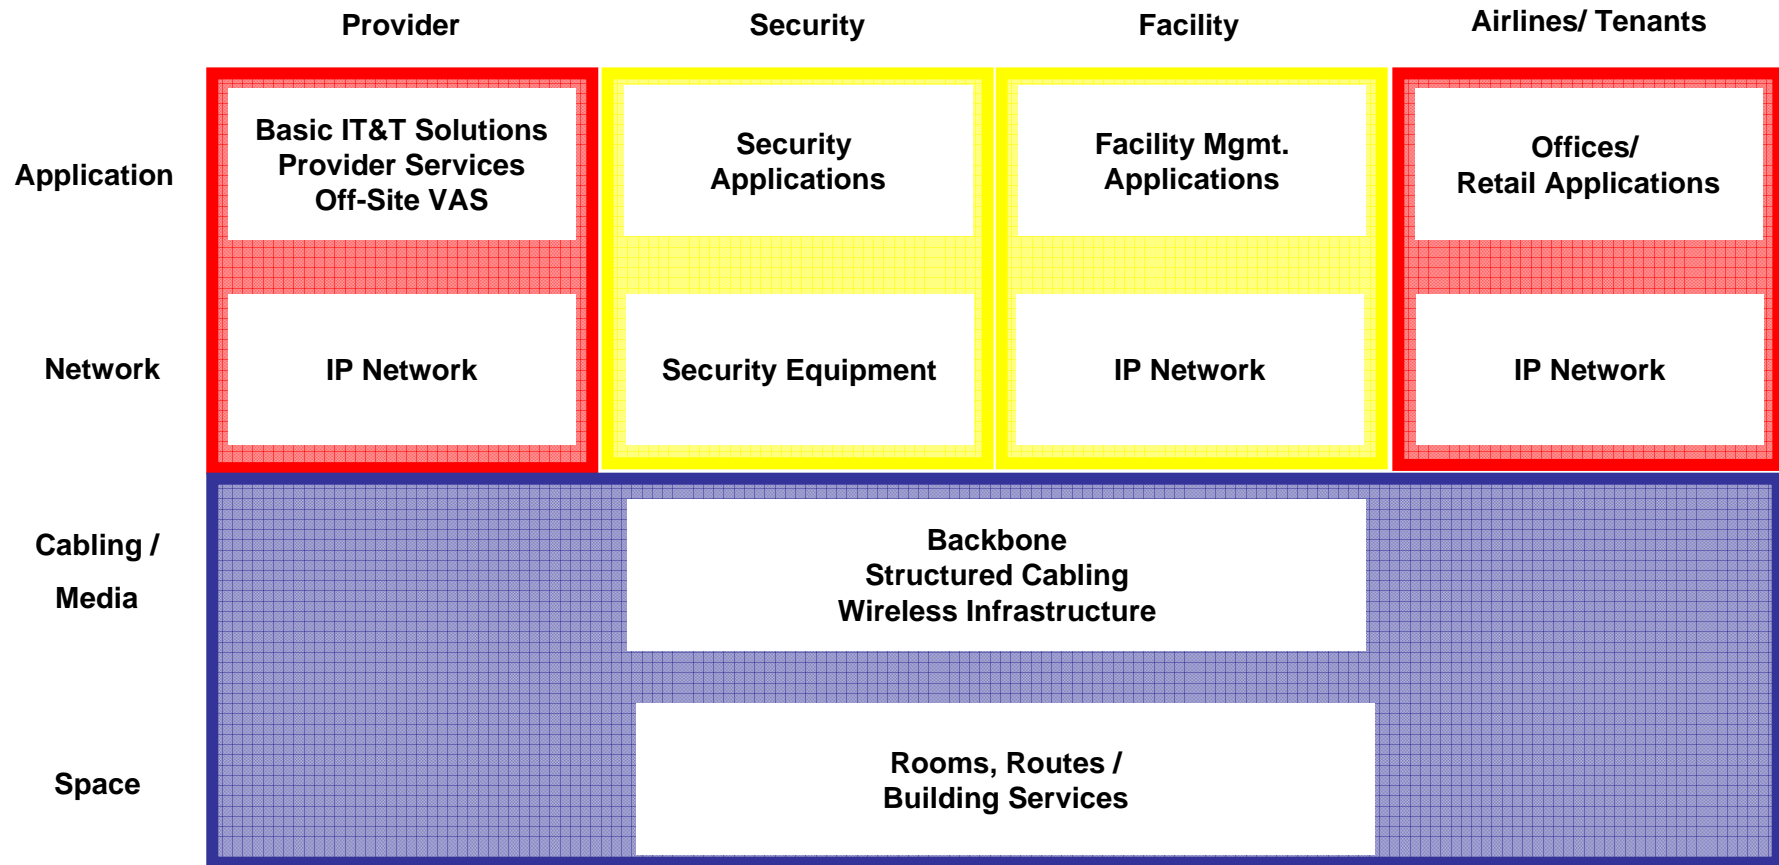 Provider
Security
Facility
Airlines/ Tenants
Application
Basic IT&T Solutions
Provider Services
Off-Site VAS
Security
Applications
Facility Mgmt.
Applications
Offices/
Retail Applications
Network
IP Network
Security Equipment
IP Network
IP Network
Cabling /
Media
Backbone
Structured Cabling
Wireless Infrastructure
Space
Rooms, Routes /
Building Services